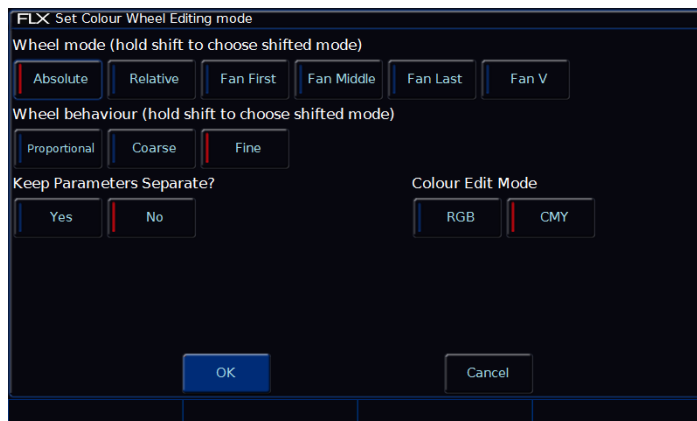 FLX Set Colour Wheel Editing mode
Wheel mode (hold shift to choose shifted mode)
Absolute Relative Fan First Fan Middle Fan Last Fan V
Wheel behaviour (hold shift to choose shifted mode)
Proportional Coarse Fine
Keep Parameters Separate? Colour Edit Mode
Yes No RGB CMY
OK Cancel